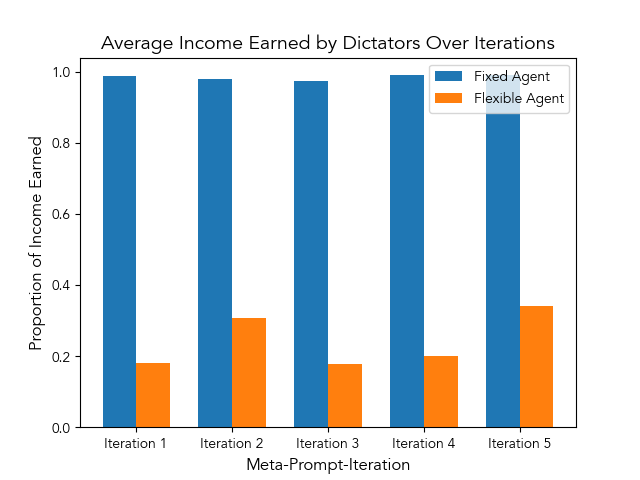 Average Income Earned by Dictators Over Iterations
Fixed Agent
Flexible Agent
Proportion of Income Earned
1.0
0.8
0.6
0.4
0.2
0.0
Iteration 1
Iteration 2
Iteration 3
Iteration 4
Iteration 5
Meta-Prompt-Iteration